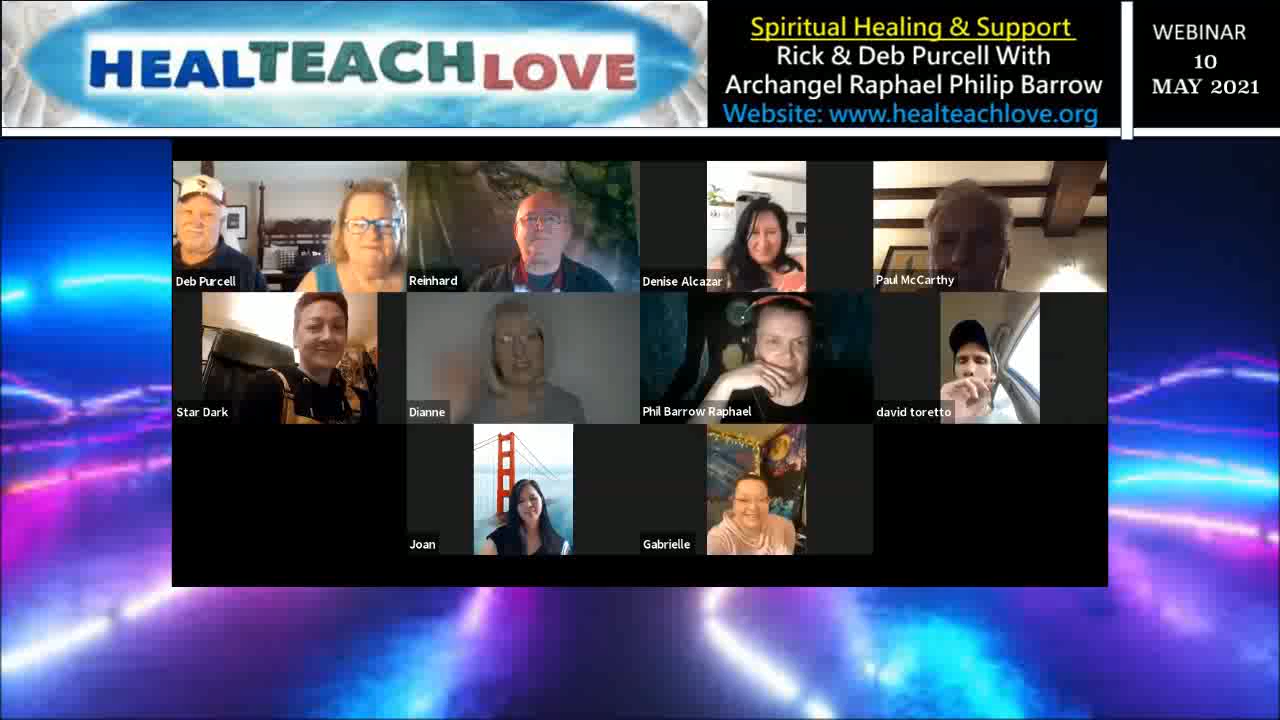 HEALTEACHLOVE
Spiritual Healing & Support
Rick & Deb Purcell With
Archangel Raphael Philip Barrow
Website: www.healteachlove.org
WEBINAR
10
MAY 2021
Deb Purcell
Reinhard
Denise Alcazar
Paul McCarthy
Star Dark
Dianne
Phil Barrow Raphael
david toretto
Joan
Gabrielle